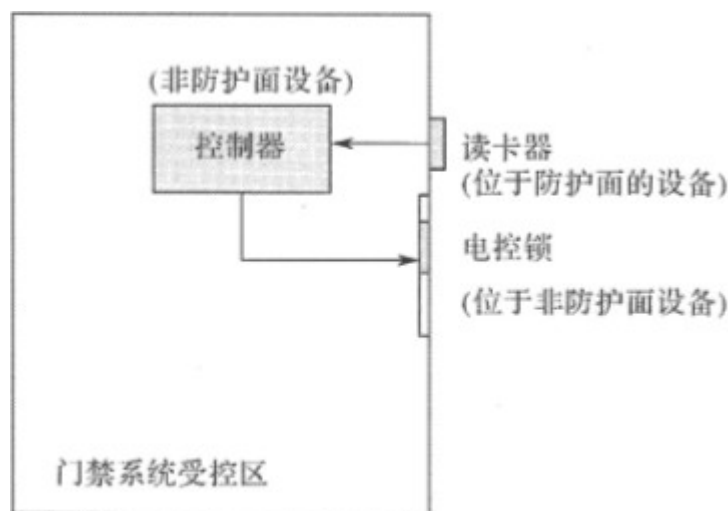 (非防护面设备)
控制器
读卡器
(位于防护面的设备)
电控锁
(位于非防护面设备)
门禁系统受控区